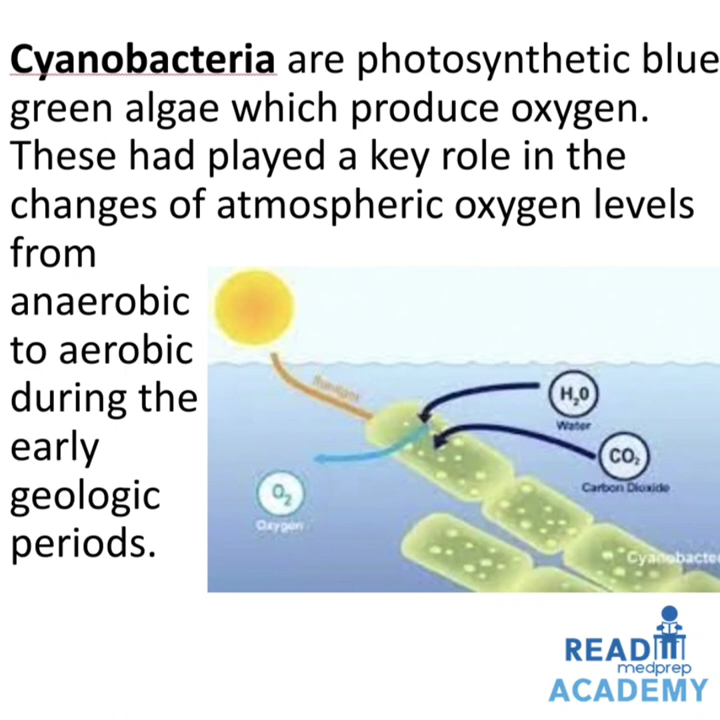 Cyanobacteria are photosynthetic blue
green algae which produce oxygen.
These had played a key role in the
changes of atmospheric oxygen levels
from
anaerobic
to aerobic
during the
early
geologic
periods.
Sunlight
H₂O
Water
CO₂
Carbon Dioxide
O₂
Oxygen
Cyanobacte
READ
medprep
ACADEMY